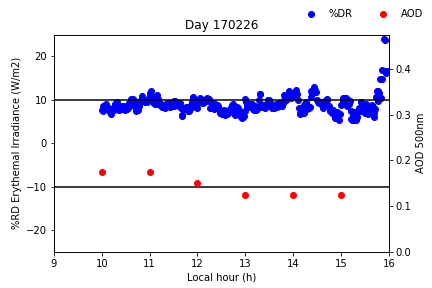 %DR AOD
Day 170226
%RD Erythermal Irradiance (W/m2)
20
10
0
−10
−20
0.4
0.3
0.2
0.1
0.0
AOD 500nm
9 10 11 12 13 14 15 16
Local hour (h)